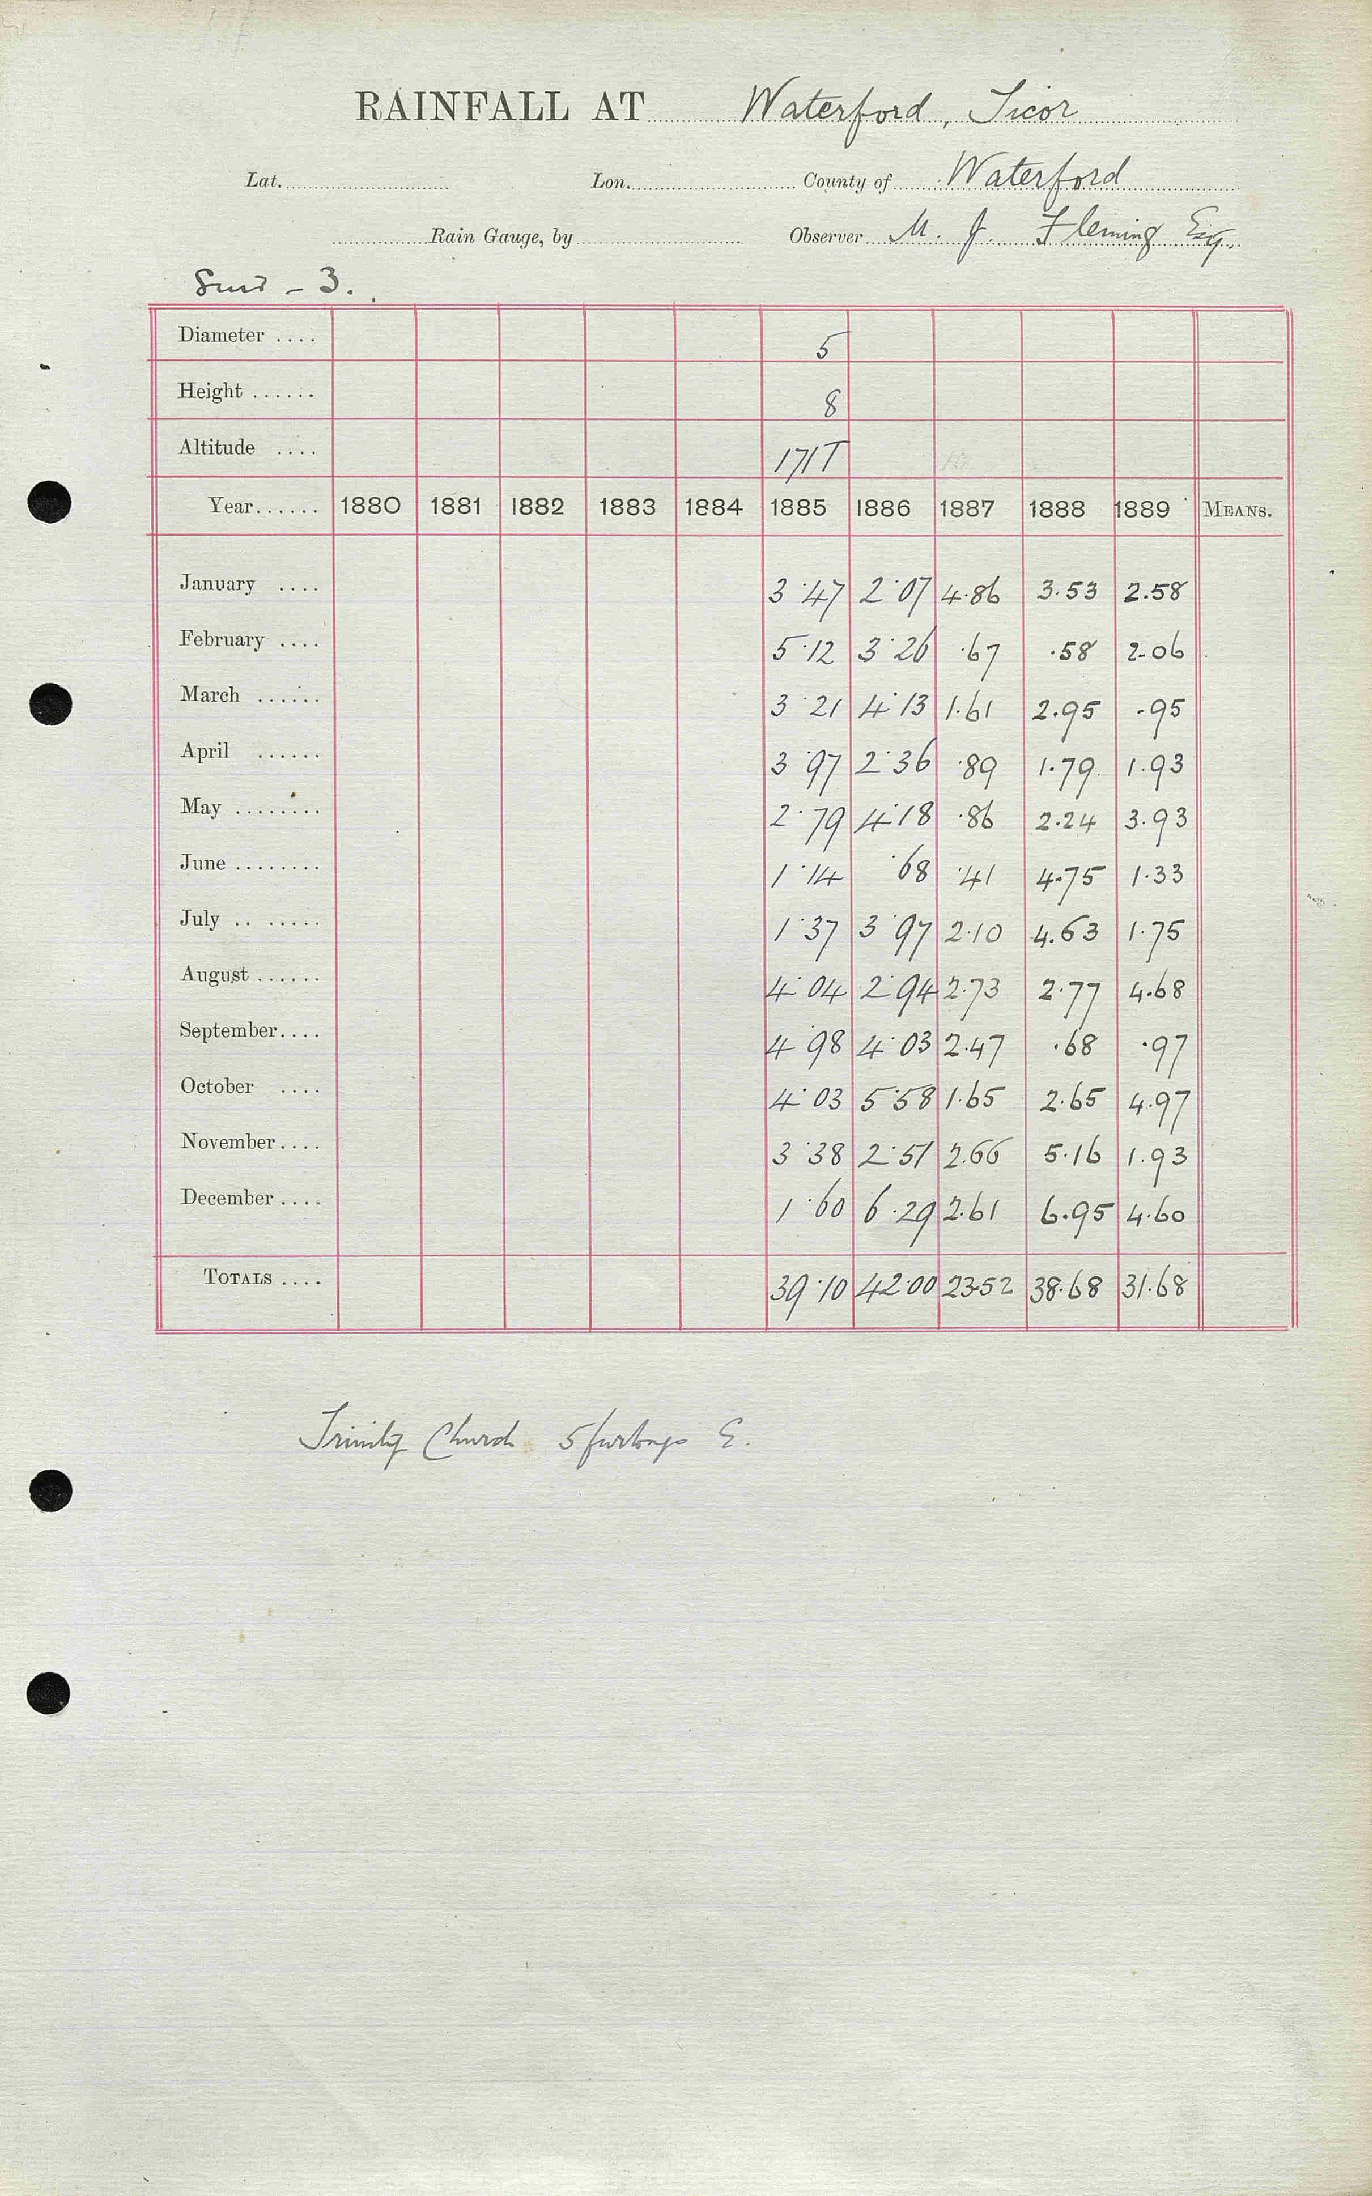 RAINFALL AT Waterford, Ticor
Lat. Lon. County of Waterford
Rain Gauge, by Observer M. J. Fleming Esq.
- 3.
Diameter .... 5
Height ...... 8
Altitude .... 171T
Year...... 1880 1881 1882 1883 1884 1885 1886 1887 1888 1889 MEANS.
January .... 3.47 2.07 4.86 3.53 2.58
February .... 5.12 3.26 .67 .58 2.06
March ...... 3.21 4.13 1.61 2.95 .95
April ...... 3.97 2.36 .89 1.79 1.93
May ........ 2.79 4.18 .86 2.24 3.93
June ........ 1.14 .68 .41 4.75 1.33
July .. ...... 1.37 3.97 2.10 4.63 1.75
August ...... 4.04 2.94 2.73 2.77 4.68
September.... 4.98 4.03 2.47 .68 .97
October .... 4.03 5.58 1.65 2.65 4.97
November.... 3.38 2.51 2.66 5.16 1.93
December.... 1.60 6.29 2.61 6.95 4.60
TOTALS .... 39.10 42.00 23.52 38.68 31.68
Trinity Church 5 furlongs E.